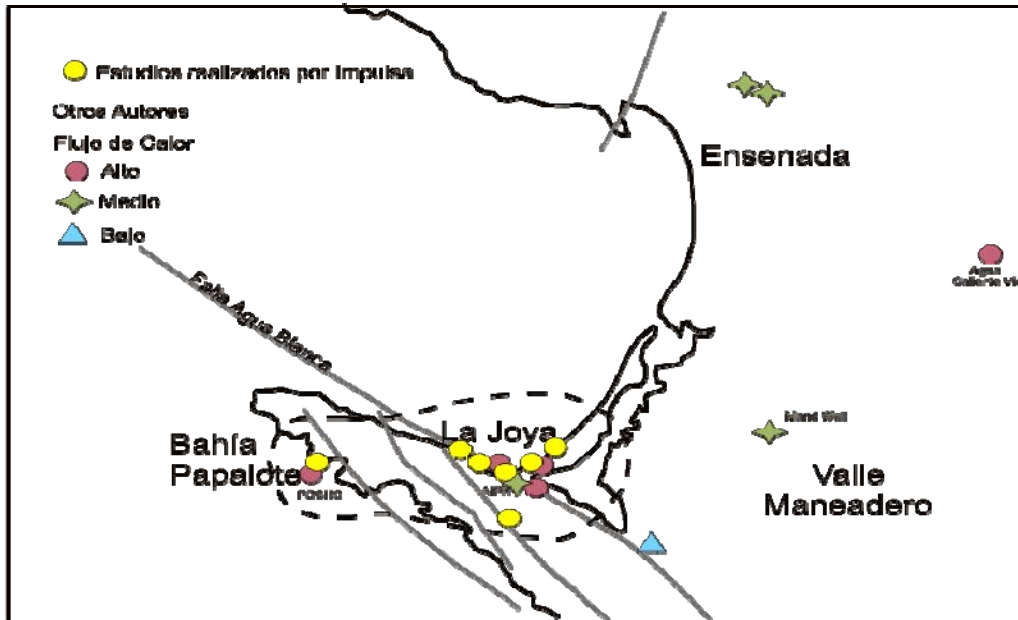 Estudios realizados por Impulsa
Otros Autores
Flujo de Calor
Alto
Medio
Bajo
Ensenada
Agua
Falla Agua Blanca
La Joya
Bahía
Papalote
Valle
Maneadero